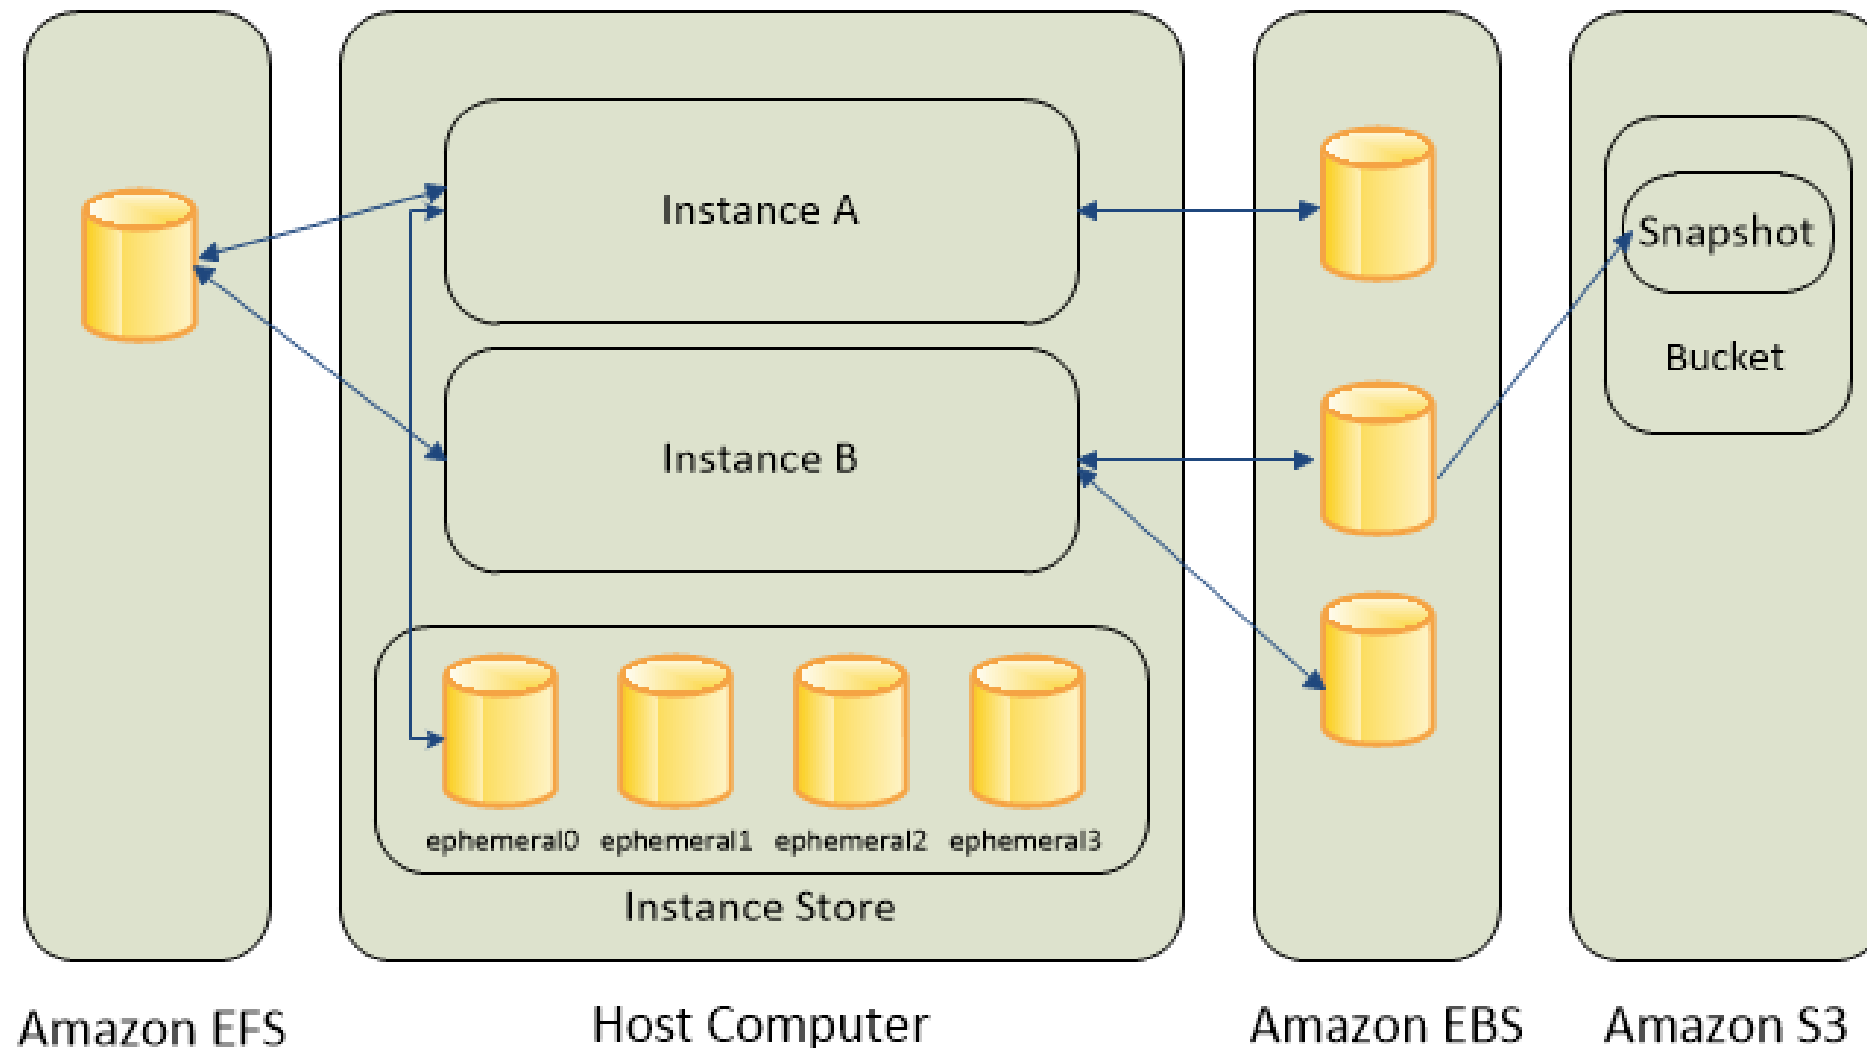 Instance A
Snapshot
Bucket
Instance B
ephemeral0 ephemeral1 ephemeral2 ephemeral3
Instance Store
Amazon EFS Host Computer Amazon EBS Amazon S3